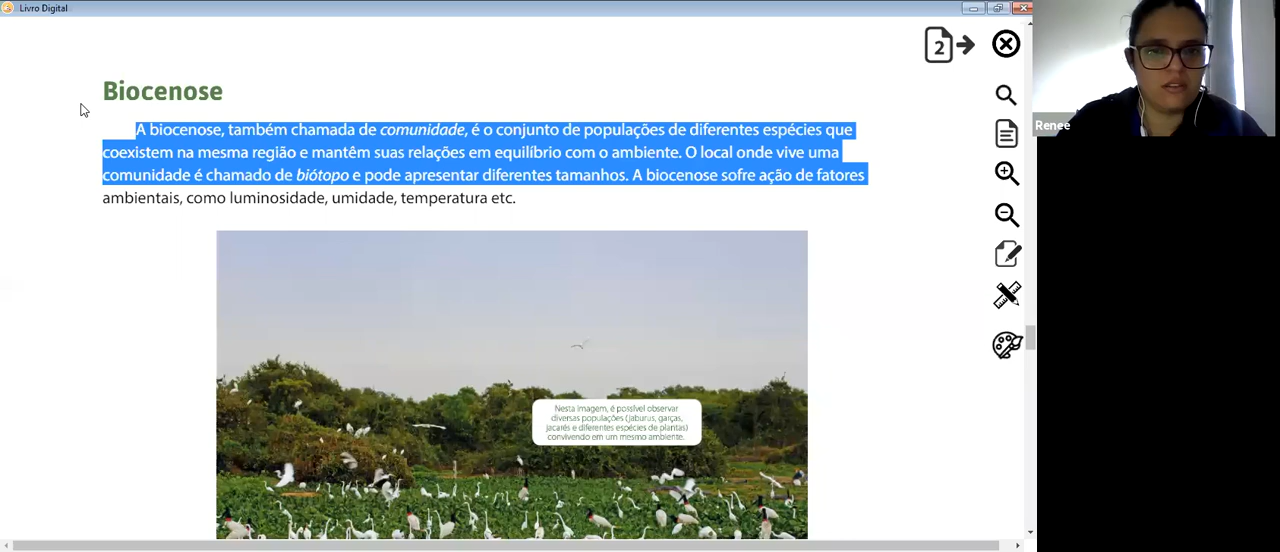 Livro Digital
2
Biocenose
A biocenose, também chamada de comunidade, é o conjunto de populações de diferentes espécies que
coexistem na mesma região e mantêm suas relações em equilíbrio com o ambiente. O local onde vive uma
comunidade é chamado de biótopo e pode apresentar diferentes tamanhos. A biocenose sofre ação de fatores
ambientais, como luminosidade, umidade, temperatura etc.
Nesta imagem, é possível observar
diversas populações (jaburus, garças,
jacarés e diferentes espécies de plantas)
convivendo em um mesmo ambiente.
Renee